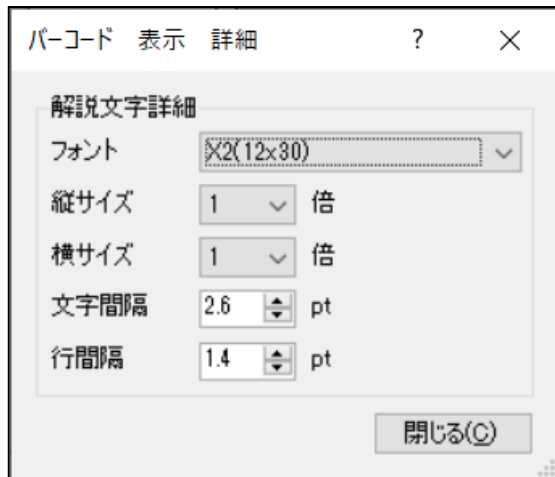 バーコード 表示 詳細 ?
解説文字詳細
フォント X2(12x30)
縦サイズ 1 倍
横サイズ 1 倍
文字間隔 2.6 pt
行間隔 1.4 pt
閉じる(C)